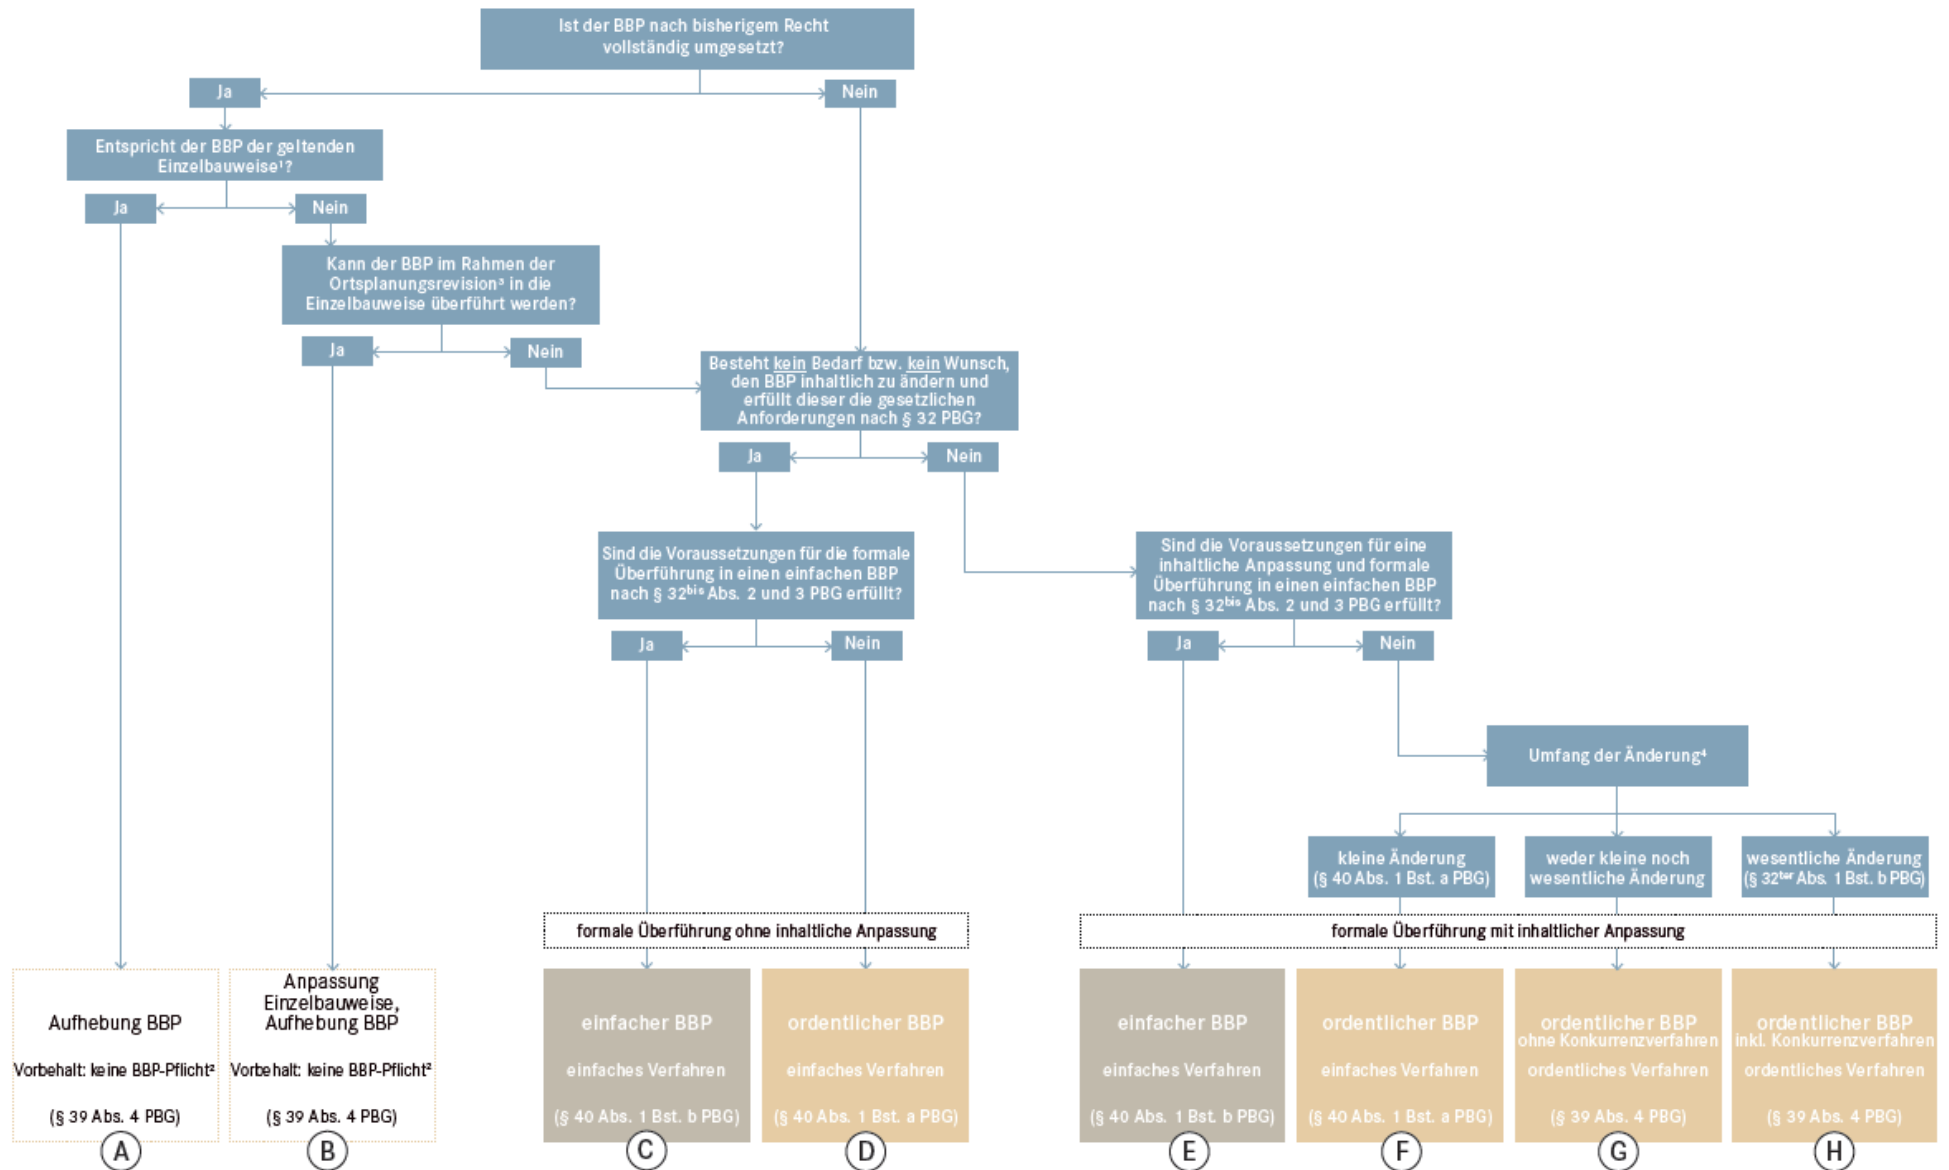 Ist der BBP nach bisherigem Recht
vollständig umgesetzt?
Ja
Nein
Entspricht der BBP der geltenden
Einzelbauweise¹?
Ja
Nein
Kann der BBP im Rahmen der
Ortsplanungsrevision³ in die
Einzelbauweise überführt werden?
Ja
Nein
Besteht kein Bedarf bzw. kein Wunsch,
den BBP inhaltlich zu ändern und
erfüllt dieser die gesetzlichen
Anforderungen nach § 32 PBG?
Ja
Nein
Sind die Voraussetzungen für die formale
Überführung in einen einfachen BBP
nach § 32ᵇⁱˢ Abs. 2 und 3 PBG erfüllt?
Ja
Nein
Sind die Voraussetzungen für eine
inhaltliche Anpassung und formale
Überführung in einen einfachen BBP
nach § 32ᵇⁱˢ Abs. 2 und 3 PBG erfüllt?
Ja
Nein
Umfang der Änderung⁴
kleine Änderung
(§ 40 Abs. 1 Bst. a PBG)
weder kleine noch
wesentliche Änderung
wesentliche Änderung
(§ 32ᵗᵉʳ Abs. 1 Bst. b PBG)
formale Überführung ohne inhaltliche Anpassung
formale Überführung mit inhaltlicher Anpassung
Aufhebung BBP
Vorbehalt: keine BBP-Pflicht²
(§ 39 Abs. 4 PBG)
A
Anpassung
Einzelbauweise,
Aufhebung BBP
Vorbehalt: keine BBP-Pflicht²
(§ 39 Abs. 4 PBG)
B
einfacher BBP
einfaches Verfahren
(§ 40 Abs. 1 Bst. b PBG)
C
ordentlicher BBP
einfaches Verfahren
(§ 40 Abs. 1 Bst. a PBG)
D
einfacher BBP
einfaches Verfahren
(§ 40 Abs. 1 Bst. b PBG)
E
ordentlicher BBP
einfaches Verfahren
(§ 40 Abs. 1 Bst. a PBG)
F
ordentlicher BBP
ohne Konkurrenzverfahren
ordentliches Verfahren
(§ 39 Abs. 4 PBG)
G
ordentlicher BBP
inkl. Konkurrenzverfahren
ordentliches Verfahren
(§ 39 Abs. 4 PBG)
H